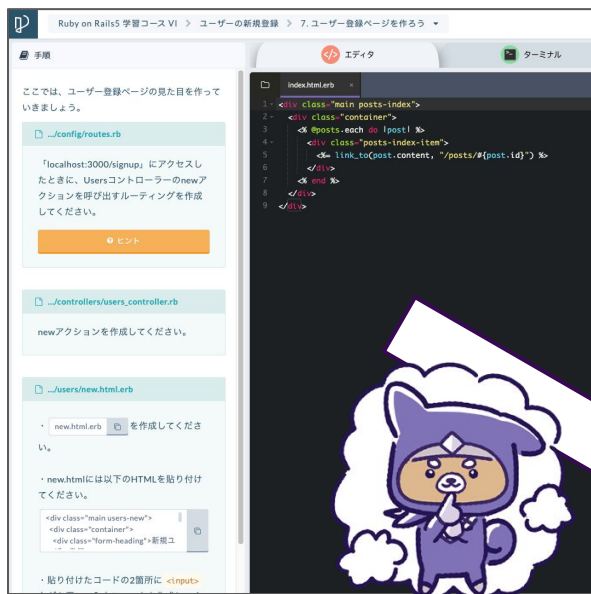 Ruby on Rails5 学習コース VI > ユーザーの新規登録 > 7. ユーザー登録ページを作ろう
手順
ここでは、ユーザー登録ページの見た目を作って
いきましょう。
.../config/routes.rb
「localhost:3000/signup」にアクセスし
たときに、Usersコントローラーのnewア
クションを呼び出すルーティングを作成
してください。
ヒント
.../controllers/users_controller.rb
newアクションを作成してください。
.../users/new.html.erb
・ new.html.erb を作成してくださ
い。
・new.htmlには以下のHTMLを貼り付け
てください。
<div class="main users-new">
<div class="container">
<div class="form-heading">新規ユ
・貼り付けたコードの2箇所に <input>
</> エディタ
ターミナル
index.html.erb ×
1 <div class="main posts-index">
2 <div class="container">
3 <% @posts.each do |post| %>
4 <div class="posts-index-item">
5 <%= link_to(post.content, "/posts/#{post.id}") %>
6 </div>
7 <% end %>
8 </div>
9 </div>